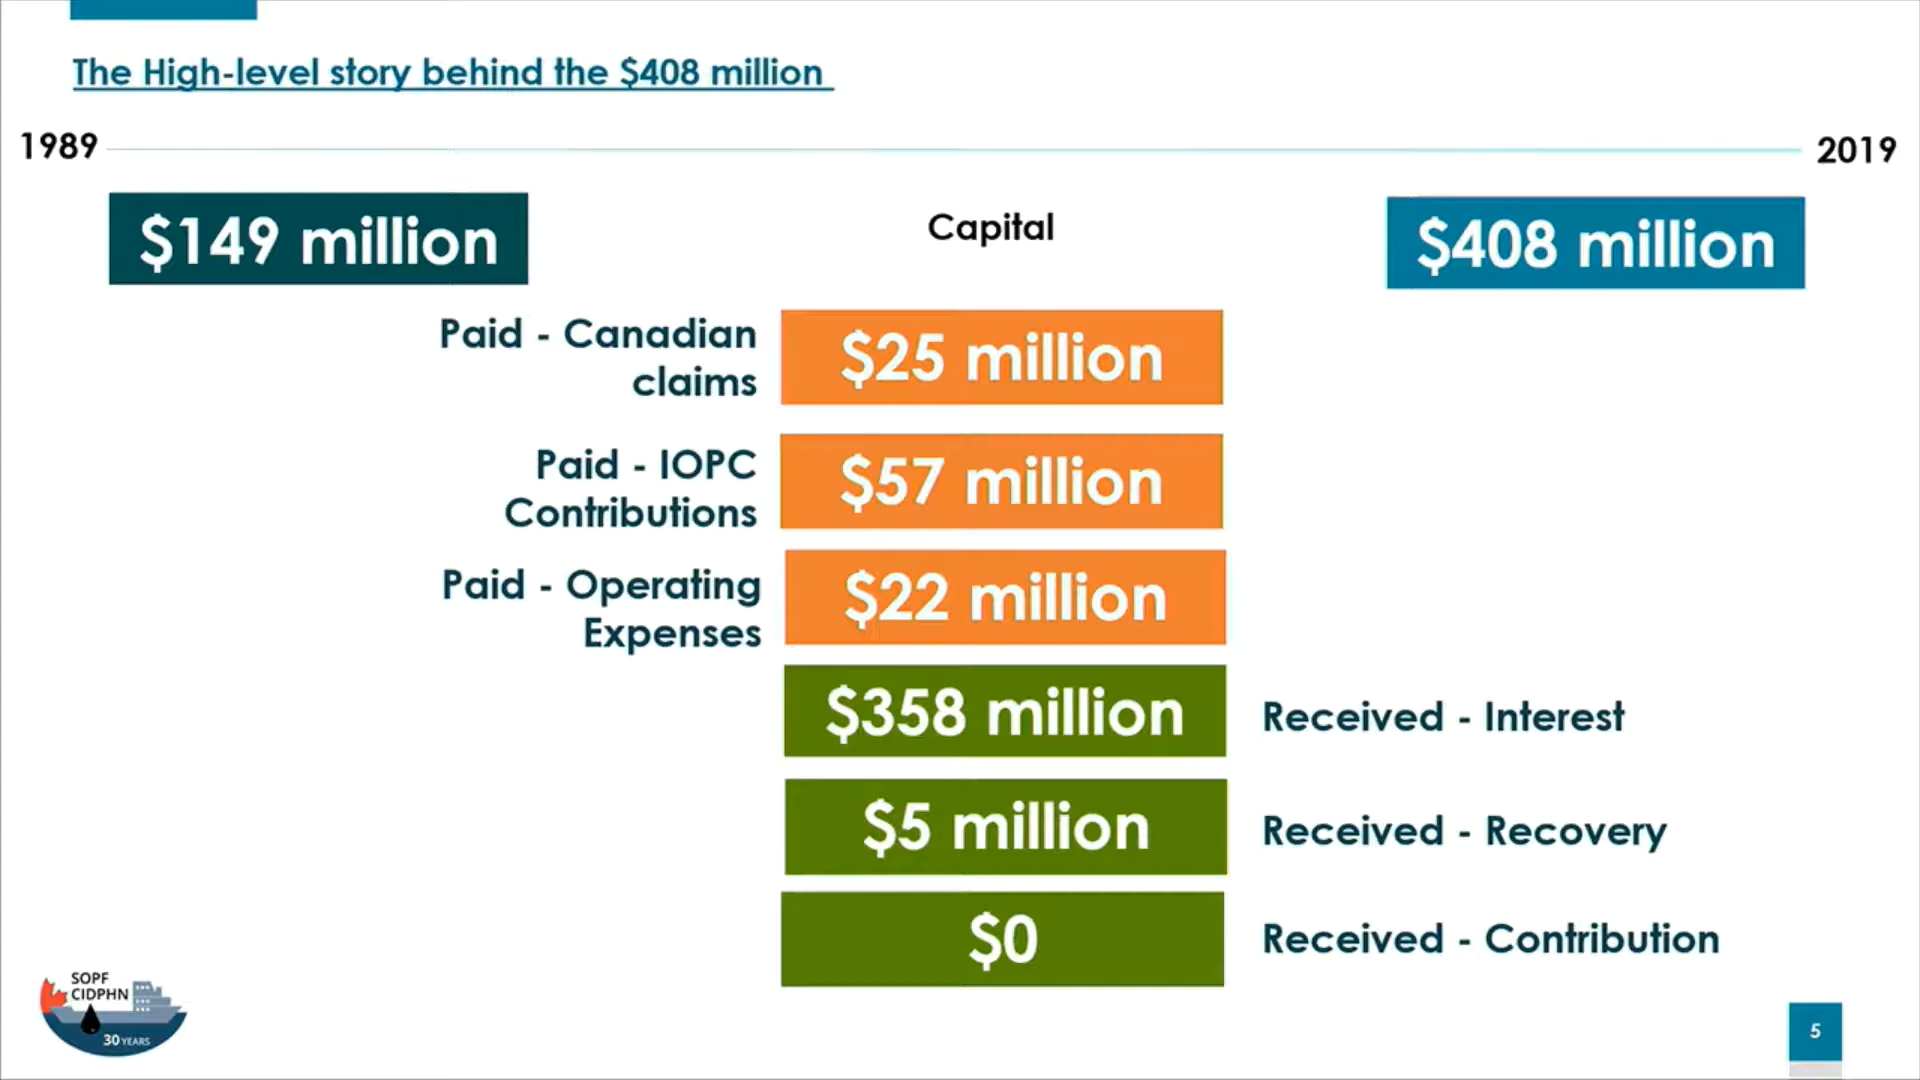 The High-level story behind the $408 million
1989
2019
$149 million
Capital
$408 million
Paid - Canadian
claims
$25 million
Paid - IOPC
Contributions
$57 million
Paid - Operating
Expenses
$22 million
$358 million
Received - Interest
$5 million
Received - Recovery
$0
Received - Contribution
SOPF
CIDPHN
30 YEARS
5